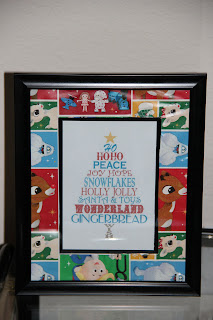 HO
HOHO
PEACE
JOY HOPE
SNOWFLAKES
HOLLY JOLLY
SANTA & TOYS
WONDERLAND
GINGERBREAD